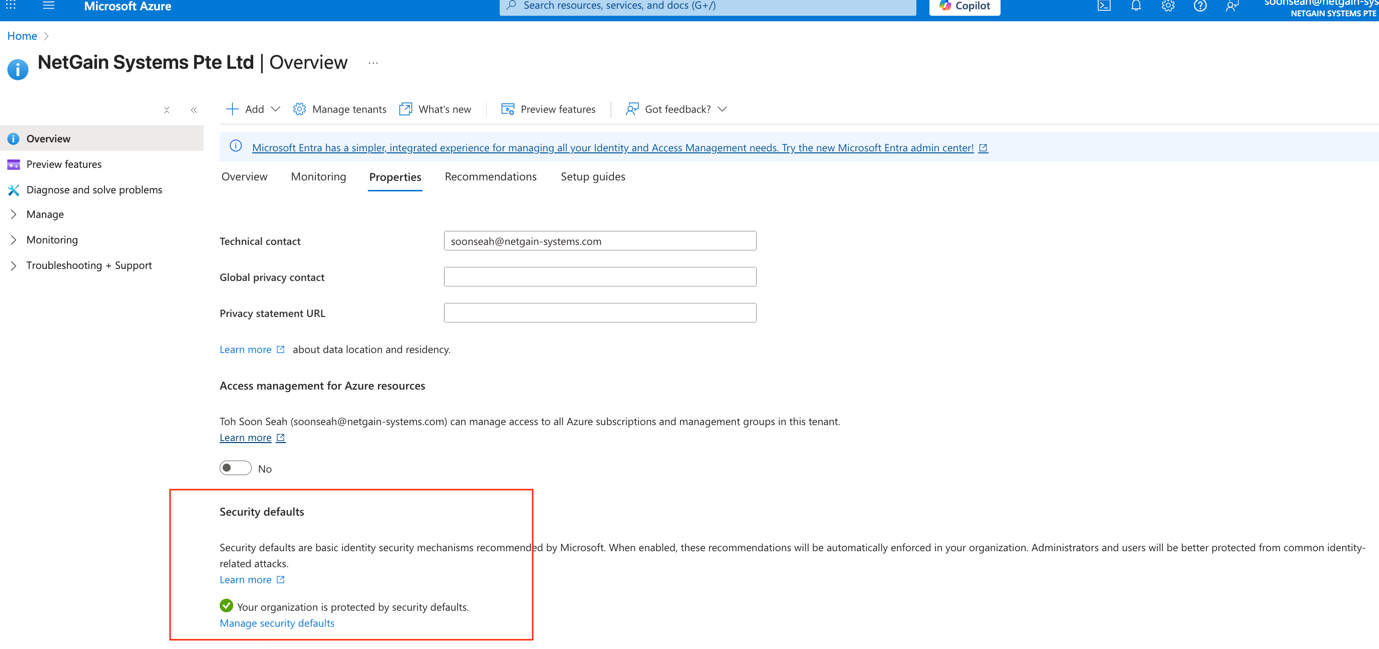 Microsoft Azure
Search resources, services, and docs (G+/)
Copilot
soonseah@netgain-sys
NETGAIN SYSTEMS PTE
Home
NetGain Systems Pte Ltd | Overview ...
Add
Manage tenants
What's new
Preview features
Got feedback?
Overview
Preview features
Diagnose and solve problems
Manage
Monitoring
Troubleshooting + Support
Microsoft Entra has a simpler, integrated experience for managing all your Identity and Access Management needs. Try the new Microsoft Entra admin center!
Overview
Monitoring
Properties
Recommendations
Setup guides
Technical contact
soonseah@netgain-systems.com
Global privacy contact
Privacy statement URL
Learn more about data location and residency.
Access management for Azure resources
Toh Soon Seah (soonseah@netgain-systems.com) can manage access to all Azure subscriptions and management groups in this tenant.
Learn more
No
Security defaults
Security defaults are basic identity security mechanisms recommended by Microsoft. When enabled, these recommendations will be automatically enforced in your organization. Administrators and users will be better protected from common identity-
related attacks.
Learn more
Your organization is protected by security defaults.
Manage security defaults